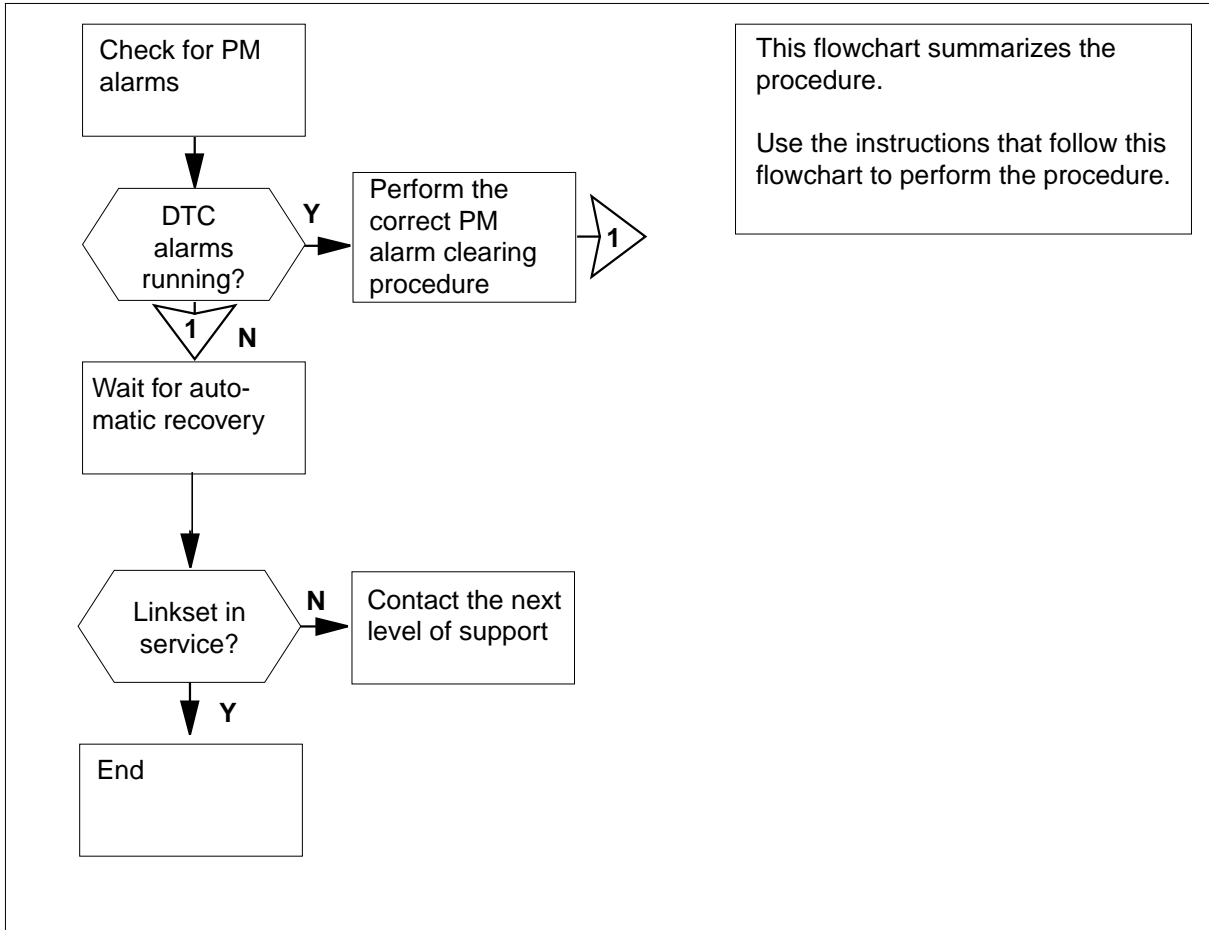 Check for PM
alarms
This flowchart summarizes the
procedure.
Use the instructions that follow this
flowchart to perform the procedure.
DTC
alarms
running?
Y
Perform the
correct PM
alarm clearing
procedure
1
1
N
Wait for auto-
matic recovery
Linkset in
service?
N
Contact the next
level of support
Y
End